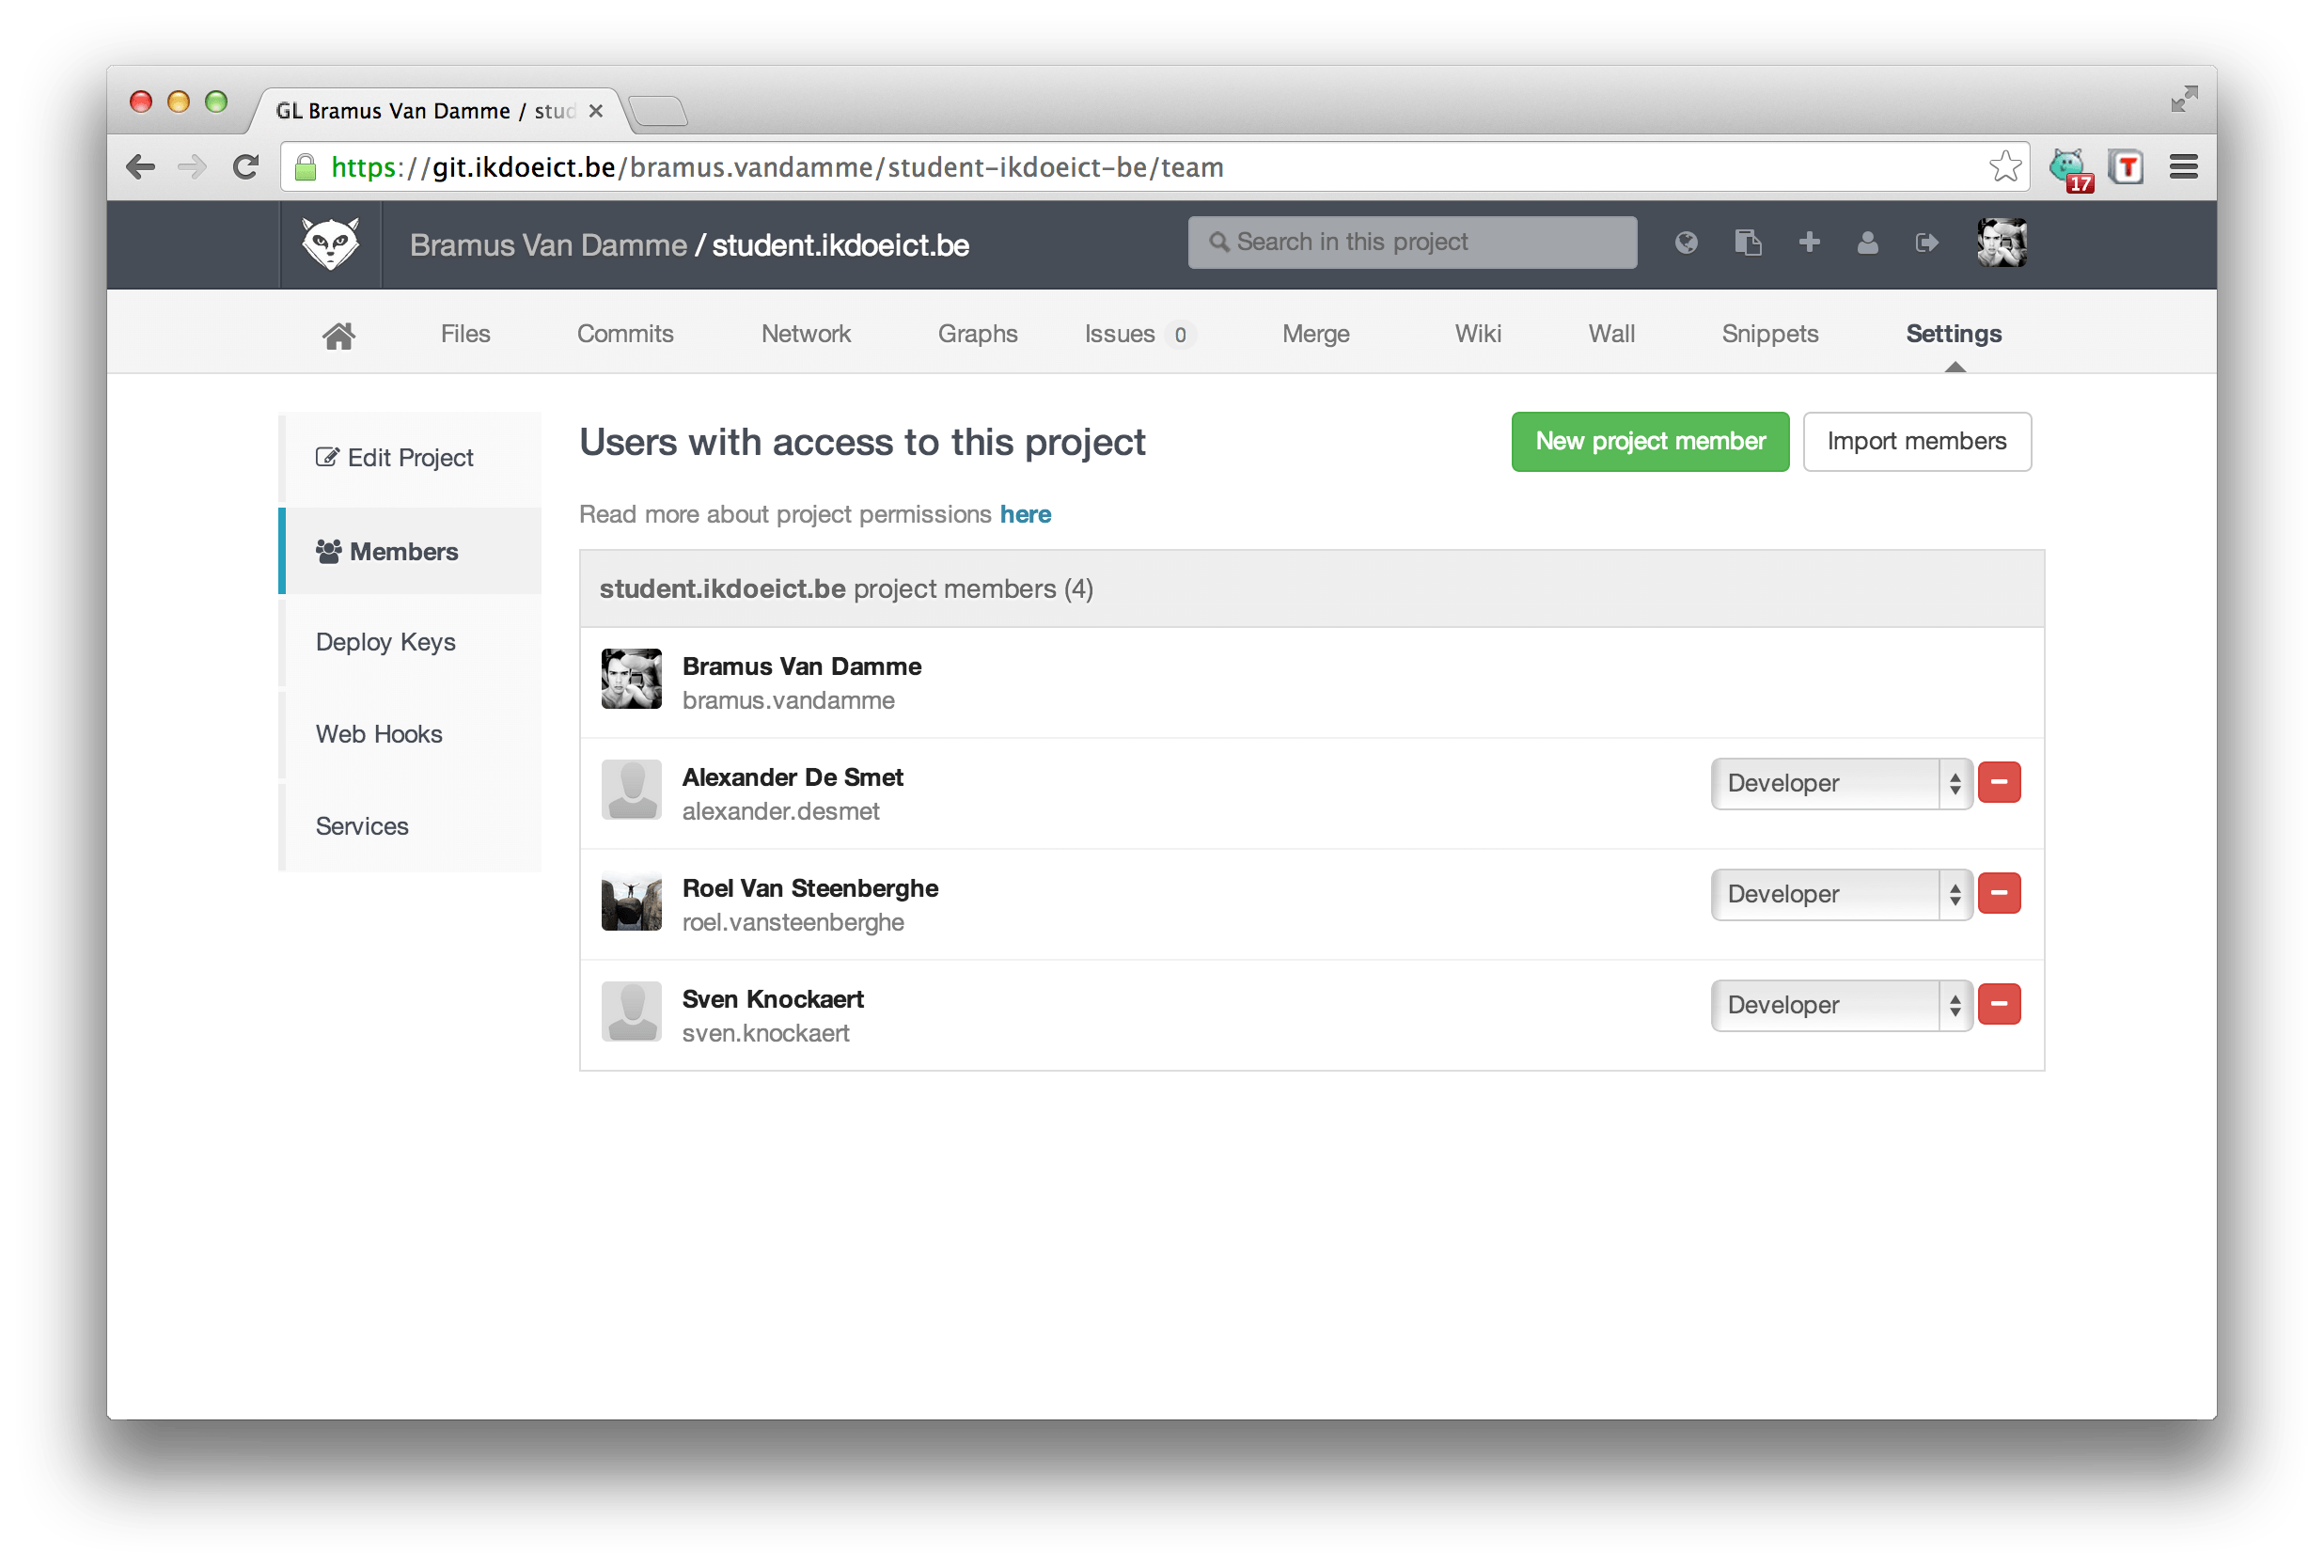 GL Bramus Van Damme / stud
https://git.ikdoeict.be/bramus.vandamme/student-ikdoeict-be/team
17
T
Bramus Van Damme / student.ikdoeict.be
Search in this project
Files Commits Network Graphs Issues 0 Merge Wiki Wall Snippets Settings
Edit Project
Members
Deploy Keys
Web Hooks
Services
Users with access to this project
New project member
Import members
Read more about project permissions here
student.ikdoeict.be project members (4)
Bramus Van Damme
bramus.vandamme
Alexander De Smet
alexander.desmet
Developer
Roel Van Steenberghe
roel.vansteenberghe
Developer
Sven Knockaert
sven.knockaert
Developer